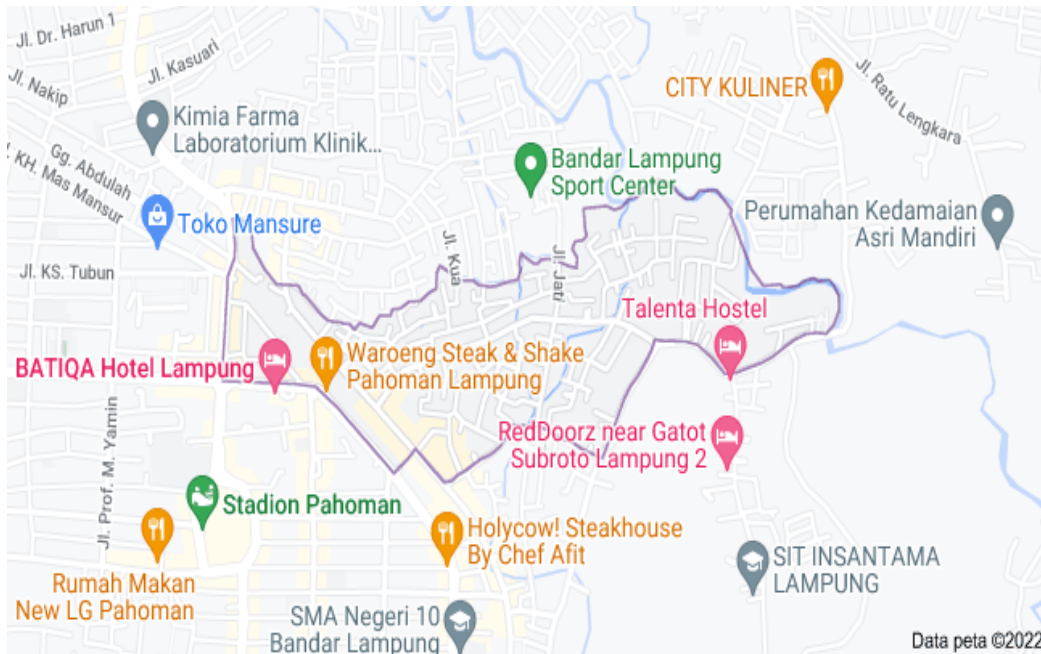 Jl. Dr. Harun 1
Jl. Kasuari
Jl. Nakip
Kimia Farma
Laboratorium Klinik...
Gg. Abdulah
KH. Mas Mansur
Toko Mansure
Jl. KS. Tubun
CITY KULINER
Jl. Ratu Lengkara
Bandar Lampung
Sport Center
Perumahan Kedamaian
Asri Mandiri
Jl. Kua
Jl. Jati
Talenta Hostel
BATIQA Hotel Lampung
Waroeng Steak & Shake
Pahoman Lampung
Jl. Prof. M. Yamin
RedDoorz near Gatot
Subroto Lampung 2
Stadion Pahoman
Holycow! Steakhouse
By Chef Afit
Rumah Makan
New LG Pahoman
SIT INSANTAMA
LAMPUNG
SMA Negeri 10
Bandar Lampung
Data peta ©2022